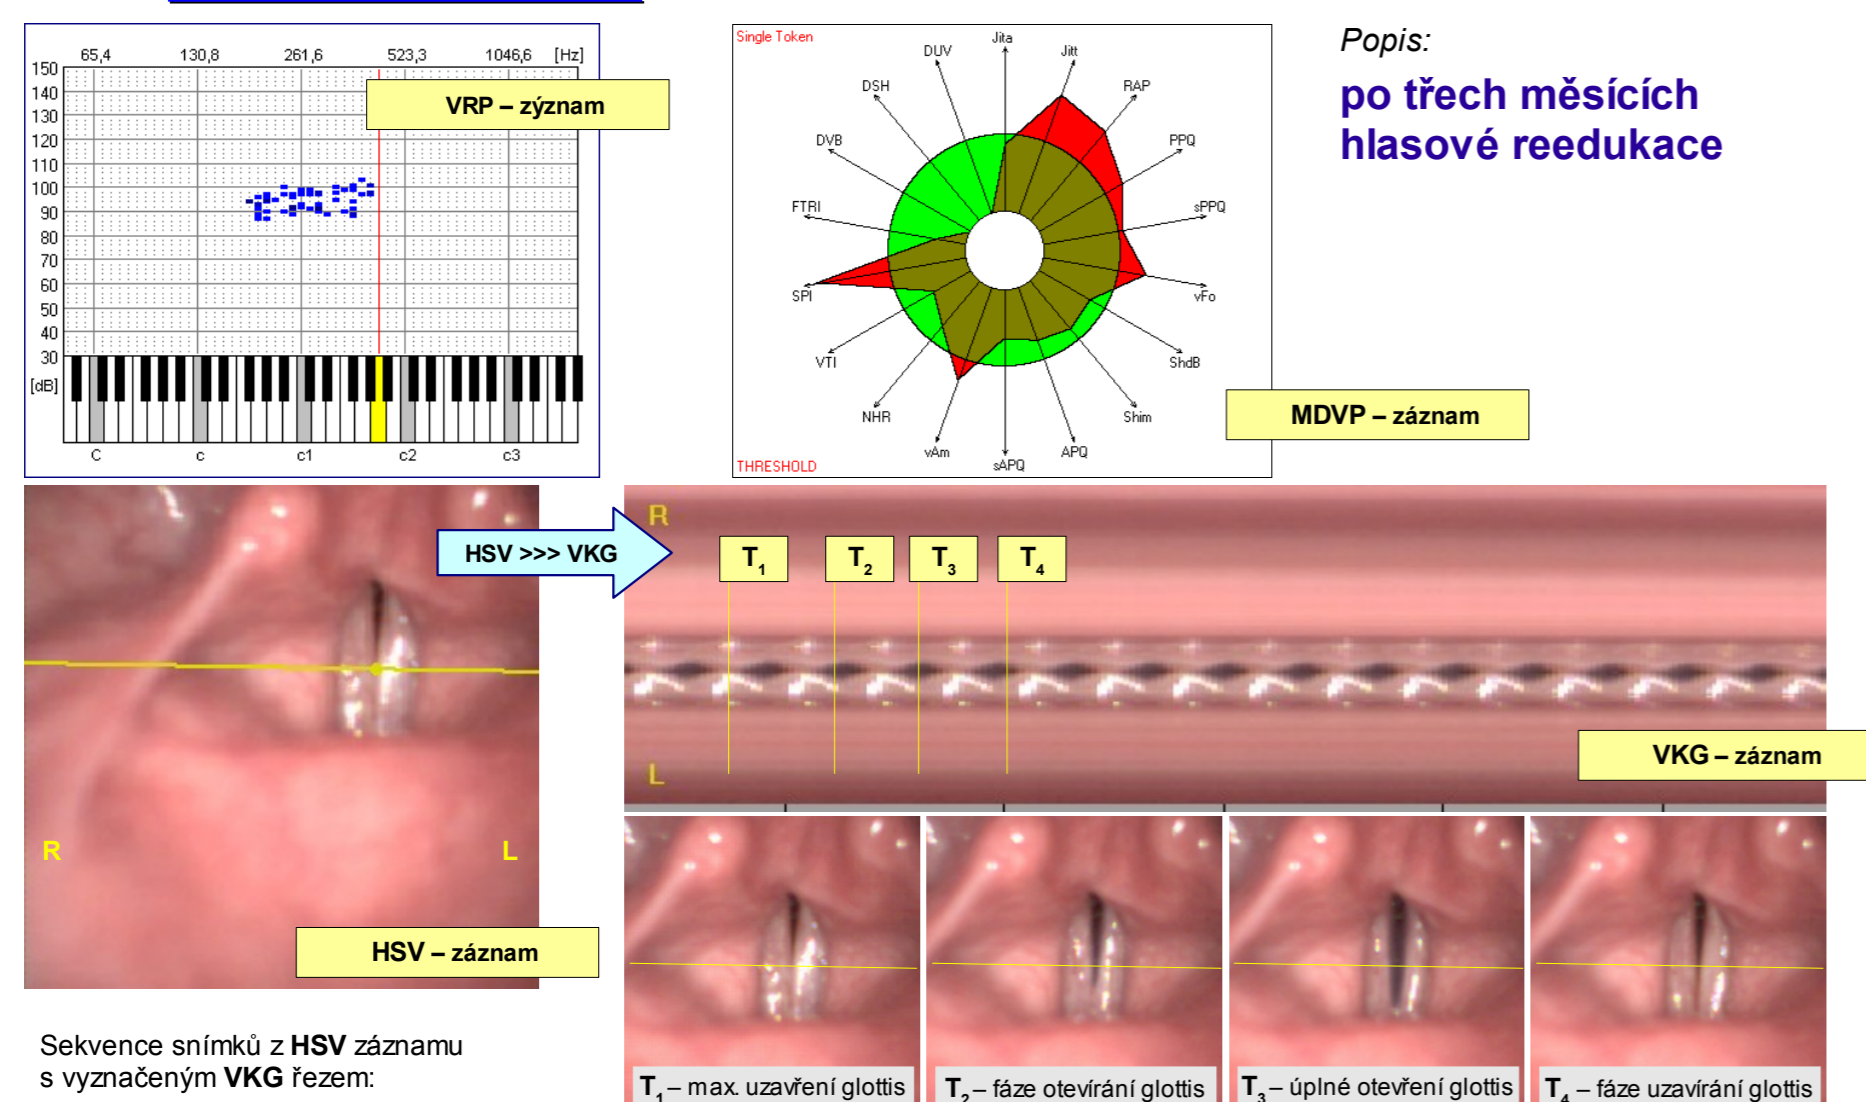 65,4 130,8 261,6 523,3 1046,6 [Hz]
150
140
130
120
110
100
90
80
70
60
50
40
30
[dB]
C c c1 c2 c3
VRP – zýznam
Single Token
Jita
Jitt
RAP
PPQ
sPPQ
vFo
ShdB
Shim
APQ
sAPQ
vAm
NHR
VTI
SPI
FTRI
DVB
DSH
DUV
THRESHOLD
MDVP – záznam
Popis:
po třech měsících
hlasové reedukace
R L
HSV – záznam
HSV >>> VKG
R
T1 T2 T3 T4
L
VKG – záznam
Sekvence snímků z HSV záznamu
s vyznačeným VKG řezem:
T1 – max. uzavření glottis
T2 – fáze otevírání glottis
T3 – úplné otevření glottis
T4 – fáze uzavírání glottis